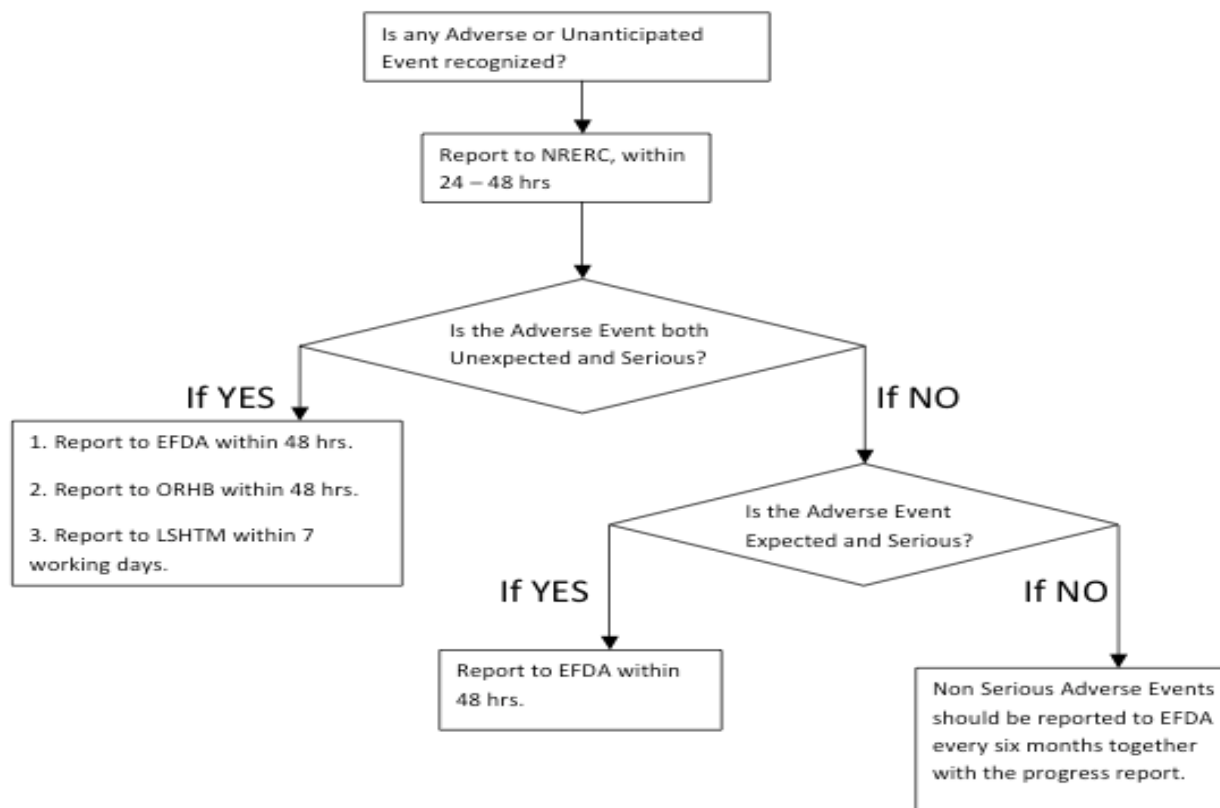 Is any Adverse or Unanticipated
Event recognized?
Report to NRERC, within
24 – 48 hrs
Is the Adverse Event both
Unexpected and Serious?
If YES
If NO
1. Report to EFDA within 48 hrs.
2. Report to ORHB within 48 hrs.
3. Report to LSHTM within 7
working days.
Is the Adverse Event
Expected and Serious?
If YES
If NO
Report to EFDA within
48 hrs.
Non Serious Adverse Events
should be reported to EFDA
every six months together
with the progress report.